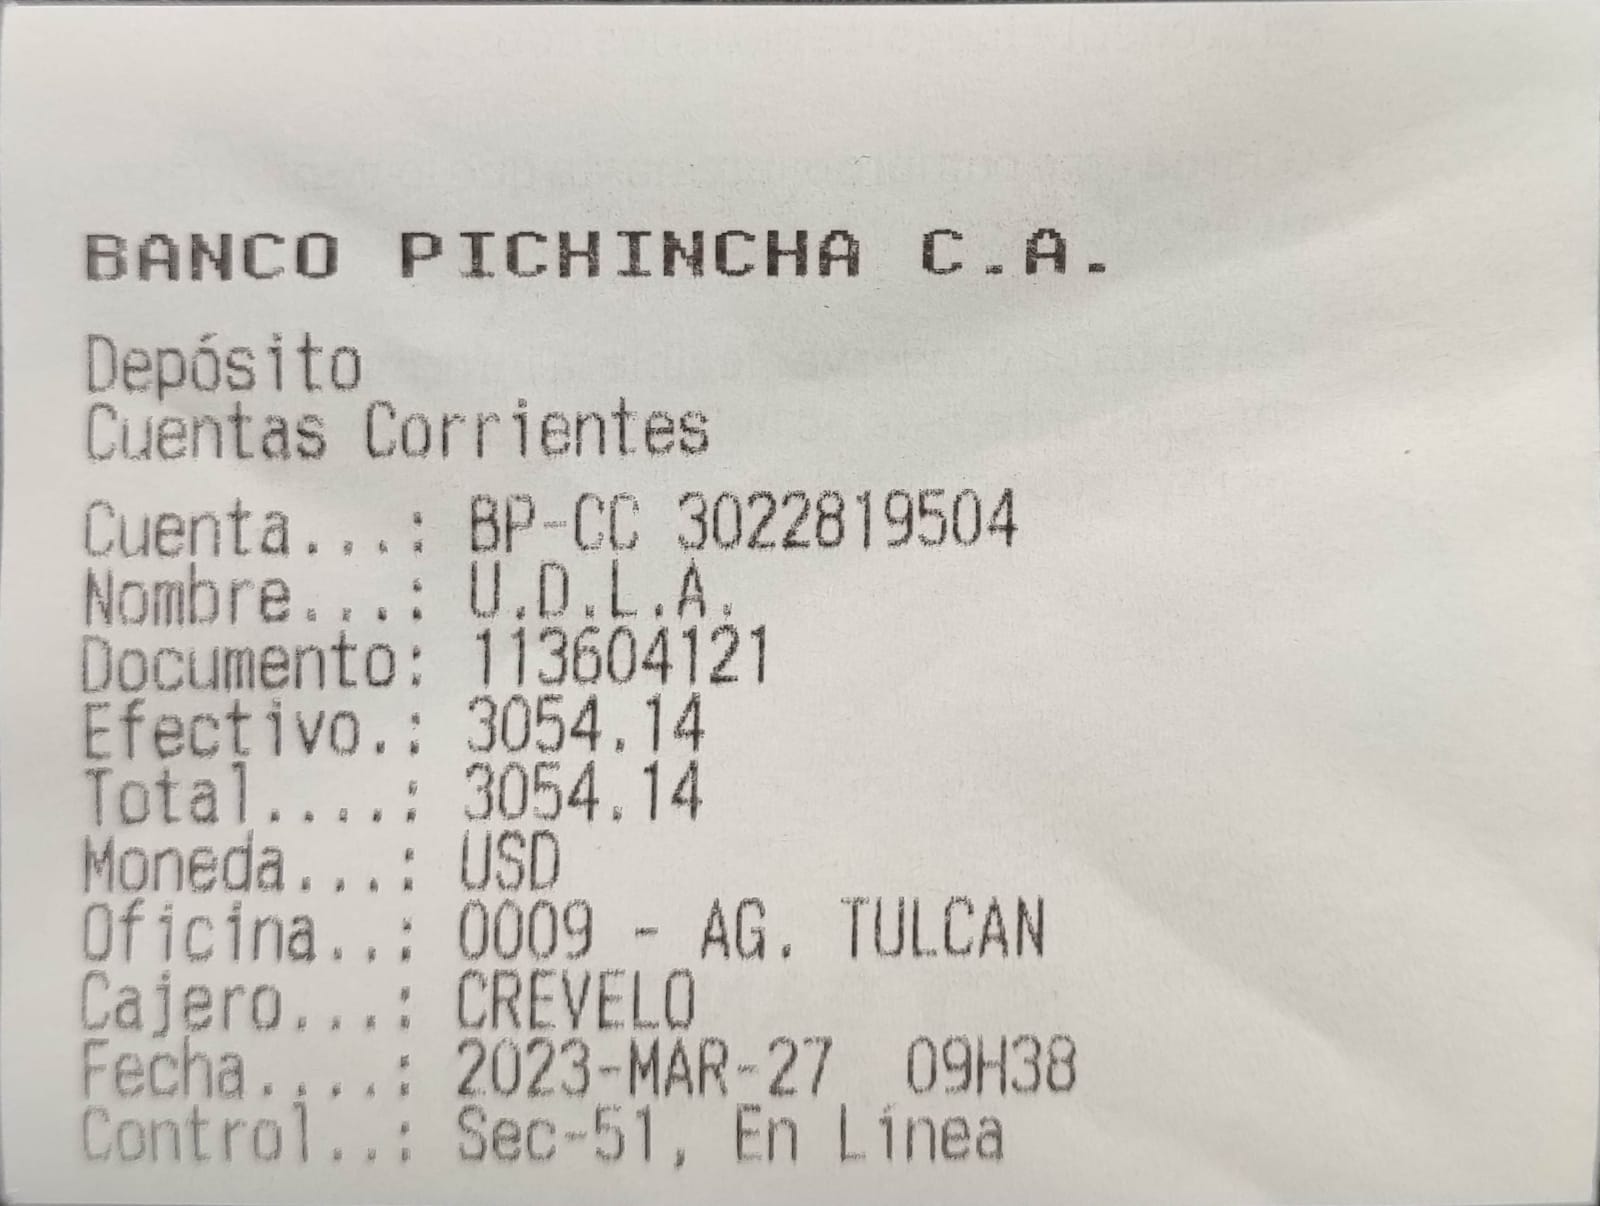 BANCO PICHINCHA C.A.
Depósito
Cuentas Corrientes
Cuenta...: BP-CC 3022819504
Nombre...: U.D.L.A.
Documento: 113604121
Efectivo.: 3054.14
Total....: 3054.14
Moneda...: USD
Oficina..: 0009 - AG. TULCAN
Cajero...: CREVELO
Fecha....: 2023-MAR-27 09H38
Control..: Sec-51, En Línea